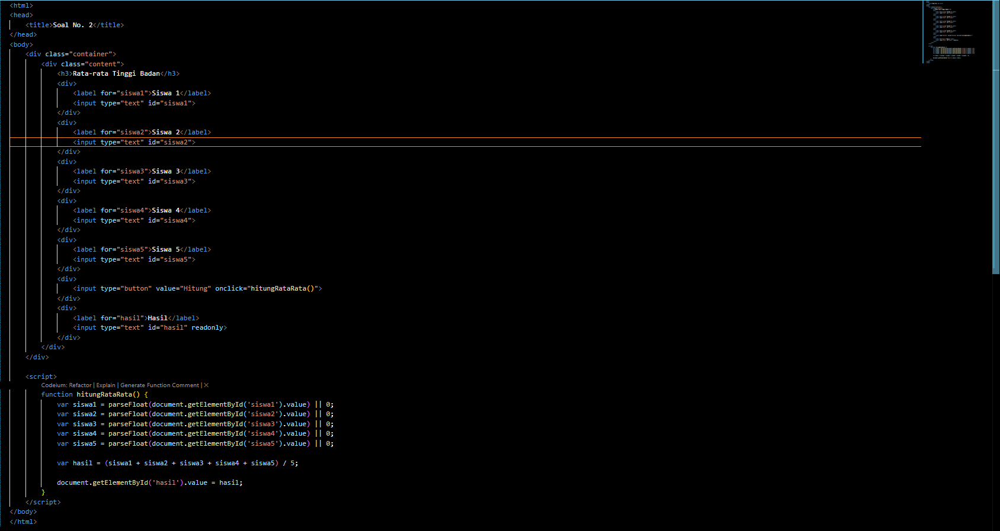 <html>
<head>
<title>Soal No. 2</title>
</head>
<body>
<div class="container">
<div class="content">
<h3>Rata-rata Tinggi Badan</h3>
<div>
<label for="siswa1">Siswa 1</label>
<input type="text" id="siswa1">
</div>
<div>
<label for="siswa2">Siswa 2</label>
<input type="text" id="siswa2">
</div>
<div>
<label for="siswa3">Siswa 3</label>
<input type="text" id="siswa3">
</div>
<div>
<label for="siswa4">Siswa 4</label>
<input type="text" id="siswa4">
</div>
<div>
<label for="siswa5">Siswa 5</label>
<input type="text" id="siswa5">
</div>
<div>
<input type="button" value="Hitung" onclick="hitungRataRata()">
</div>
<div>
<label for="hasil">Hasil</label>
<input type="text" id="hasil" readonly>
</div>
</div>
</div>
<script>
Codeium: Refactor | Explain | Generate Function Comment | ×
function hitungRataRata() {
var siswa1 = parseFloat(document.getElementById('siswa1').value) || 0;
var siswa2 = parseFloat(document.getElementById('siswa2').value) || 0;
var siswa3 = parseFloat(document.getElementById('siswa3').value) || 0;
var siswa4 = parseFloat(document.getElementById('siswa4').value) || 0;
var siswa5 = parseFloat(document.getElementById('siswa5').value) || 0;
var hasil = (siswa1 + siswa2 + siswa3 + siswa4 + siswa5) / 5;
document.getElementById('hasil').value = hasil;
}
</script>
</body>
</html>